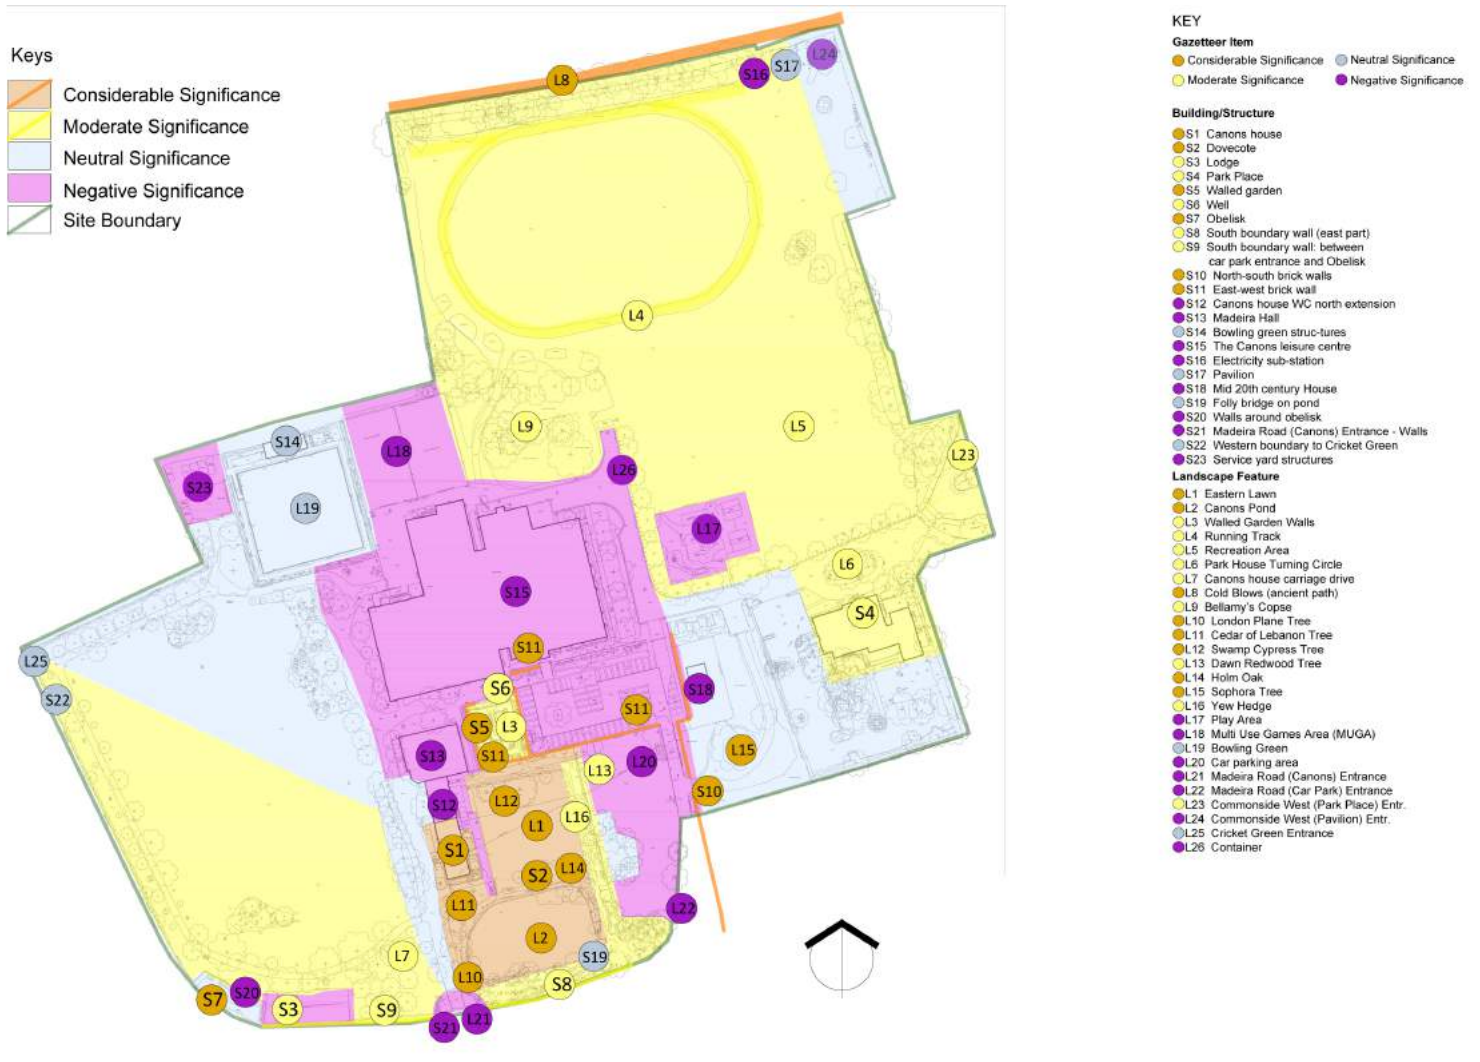 Keys
Considerable Significance
Moderate Significance
Neutral Significance
Negative Significance
Site Boundary
L8
S16
S17
L24
L4
L9
L5
L23
S14
L18
L26
S23
L19
L17
L6
S15
S4
S11
L25
S22
S6
S18
S11
S5
L3
S13
S11
L15
L20
L13
S10
S12
L12
L16
L1
S1
L14
S2
L11
L22
L2
L7
S19
L10
S8
S20
S7
S3
S9
L21
S21
KEY
Gazetteer Item
Considerable Significance
Neutral Significance
Moderate Significance
Negative Significance
Building/Structure
S1 Canons house
S2 Dovecote
S3 Lodge
S4 Park Place
S5 Walled garden
S6 Well
S7 Obelisk
S8 South boundary wall (east part)
S9 South boundary wall: between
car park entrance and Obelisk
S10 North-south brick walls
S11 East-west brick wall
S12 Canons house WC north extension
S13 Madeira Hall
S14 Bowling green struc-tures
S15 The Canons leisure centre
S16 Electricity sub-station
S17 Pavilion
S18 Mid 20th century House
S19 Folly bridge on pond
S20 Walls around obelisk
S21 Madeira Road (Canons) Entrance - Walls
S22 Western boundary to Cricket Green
S23 Service yard structures
Landscape Feature
L1 Eastern Lawn
L2 Canons Pond
L3 Walled Garden Walls
L4 Running Track
L5 Recreation Area
L6 Park House Turning Circle
L7 Canons house carriage drive
L8 Cold Blows (ancient path)
L9 Bellamy's Copse
L10 London Plane Tree
L11 Cedar of Lebanon Tree
L12 Swamp Cypress Tree
L13 Dawn Redwood Tree
L14 Holm Oak
L15 Sophora Tree
L16 Yew Hedge
L17 Play Area
L18 Multi Use Games Area (MUGA)
L19 Bowling Green
L20 Car parking area
L21 Madeira Road (Canons) Entrance
L22 Madeira Road (Car Park) Entrance
L23 Commonside West (Park Place) Entr.
L24 Commonside West (Pavilion) Entr.
L25 Cricket Green Entrance
L26 Container